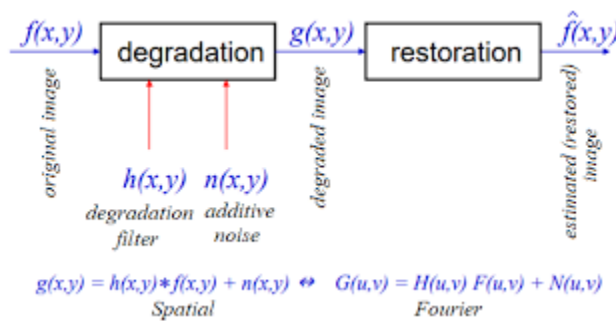 f(x,y)
degradation
g(x,y)
restoration
f̂(x,y)
original image
degraded image
estimated (restored)
image
h(x,y) n(x,y)
degradation
filter
additive
noise
g(x,y) = h(x,y)*f(x,y) + n(x,y) ⇔ G(u,v) = H(u,v) F(u,v) + N(u,v)
Spatial Fourier